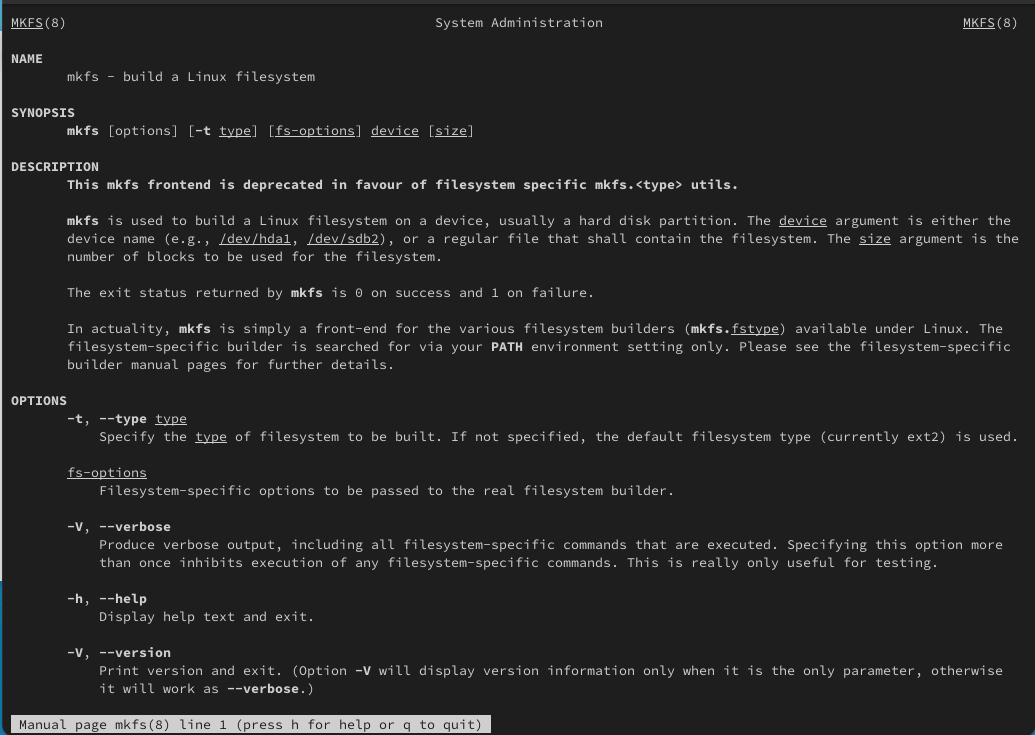 MKFS(8) System Administration MKFS(8)
NAME
mkfs - build a Linux filesystem
SYNOPSIS
mkfs [options] [-t type] [fs-options] device [size]
DESCRIPTION
This mkfs frontend is deprecated in favour of filesystem specific mkfs.<type> utils.
mkfs is used to build a Linux filesystem on a device, usually a hard disk partition. The device argument is either the
device name (e.g., /dev/hda1, /dev/sdb2), or a regular file that shall contain the filesystem. The size argument is the
number of blocks to be used for the filesystem.
The exit status returned by mkfs is 0 on success and 1 on failure.
In actuality, mkfs is simply a front-end for the various filesystem builders (mkfs.fstype) available under Linux. The
filesystem-specific builder is searched for via your PATH environment setting only. Please see the filesystem-specific
builder manual pages for further details.
OPTIONS
-t, --type type
Specify the type of filesystem to be built. If not specified, the default filesystem type (currently ext2) is used.
fs-options
Filesystem-specific options to be passed to the real filesystem builder.
-V, --verbose
Produce verbose output, including all filesystem-specific commands that are executed. Specifying this option more
than once inhibits execution of any filesystem-specific commands. This is really only useful for testing.
-h, --help
Display help text and exit.
-V, --version
Print version and exit. (Option -V will display version information only when it is the only parameter, otherwise
it will work as --verbose.)
Manual page mkfs(8) line 1 (press h for help or q to quit)